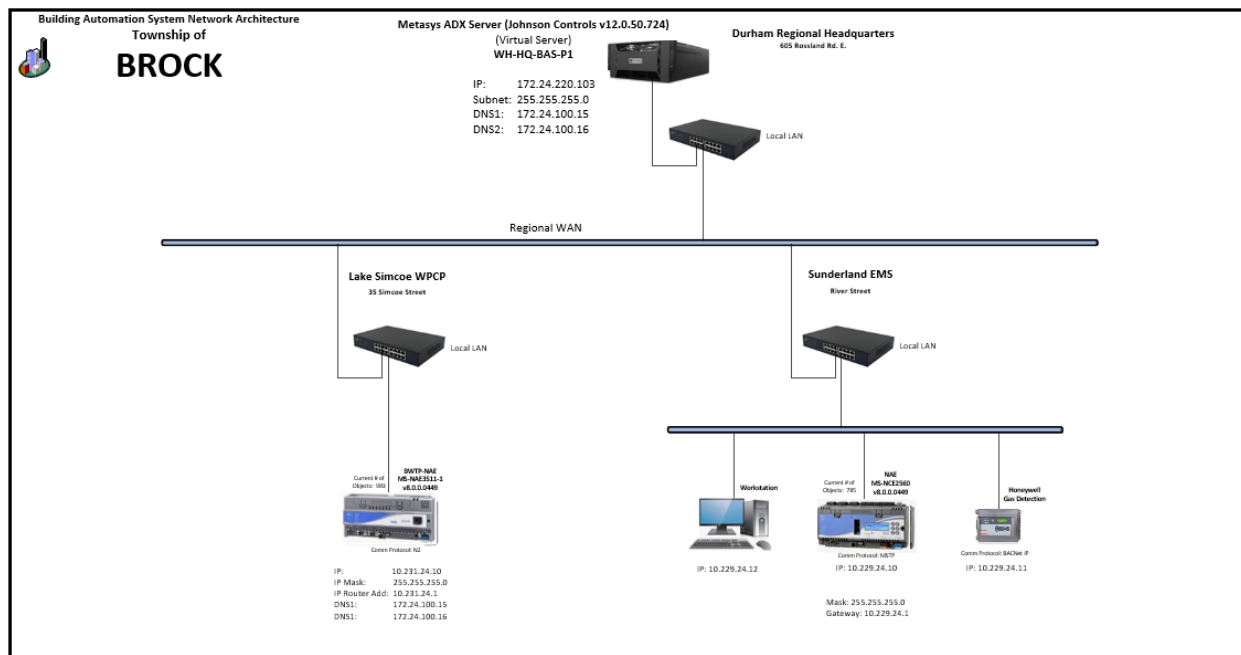 Building Automation System Network Architecture
Township of
BROCK
Metasys ADX Server (Johnson Controls v12.0.50.724)
(Virtual Server)
WH-HQ-BAS-P1
IP: 172.24.220.103
Subnet: 255.255.255.0
DNS1: 172.24.100.15
DNS2: 172.24.100.16
Durham Regional Headquarters
605 Rossland Rd. E.
Local LAN
Regional WAN
Lake Simcoe WPCP
35 Simcoe Street
Local LAN
Sunderland EMS
River Street
Local LAN
Current # of
Objects: 983
BWTP-NAE
MS-NAE3511-1
v8.0.0.0449
Comm Protocol: N2
IP: 10.231.24.10
IP Mask: 255.255.255.0
IP Router Add: 10.231.24.1
DNS1: 172.24.100.15
DNS1: 172.24.100.16
Workstation
IP: 10.229.24.12
Current # of
Objects: 785
NAE
MS-NCE2560
v8.0.0.0449
Comm Protocol: MSTP
IP: 10.229.24.10
Mask: 255.255.255.0
Gateway: 10.229.24.1
Honeywell
Gas Detection
Comm Protocol: BACNet IP
IP: 10.229.24.11